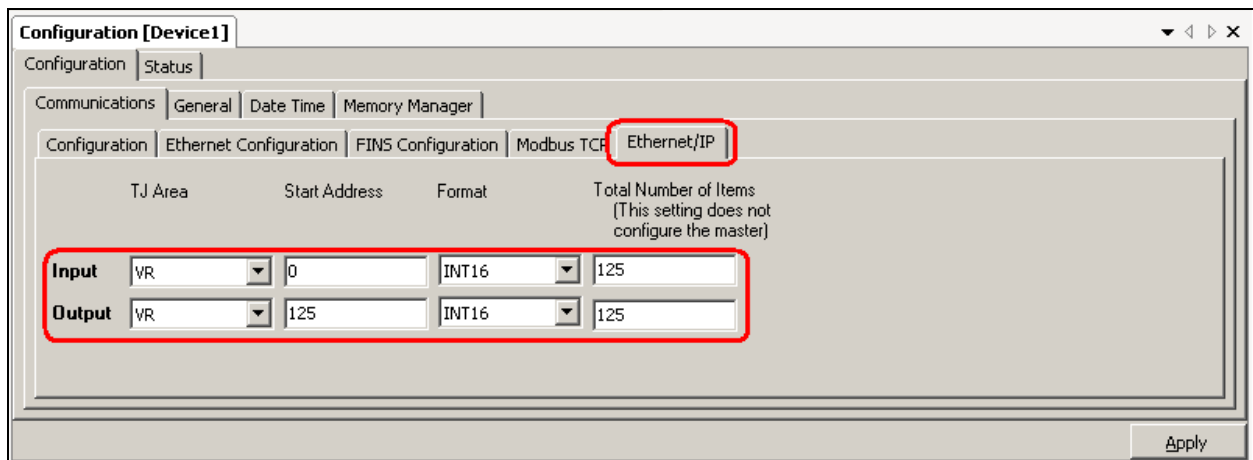 Configuration [Device1]
Configuration Status
Communications General Date Time Memory Manager
Configuration Ethernet Configuration FINS Configuration Modbus TCP Ethernet/IP
TJ Area Start Address Format Total Number of Items
(This setting does not
configure the master)
Input VR 0 INT16 125
Output VR 125 INT16 125
Apply